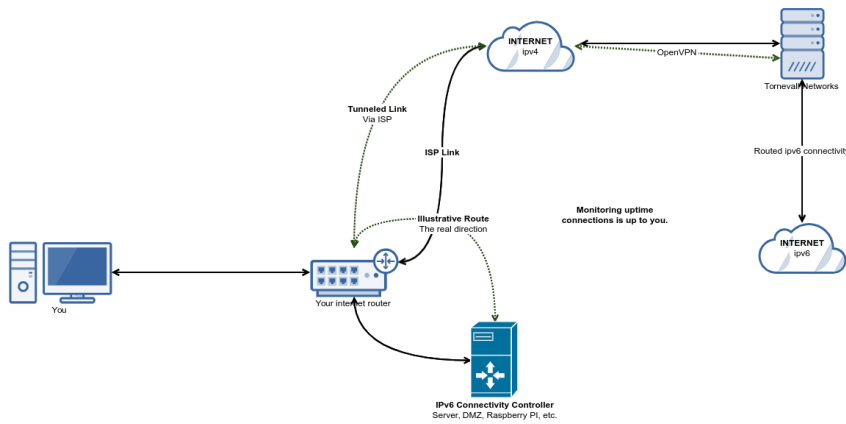 INTERNET
ipv4
OpenVPN
Tornevall Networks
Tunneled Link
Via ISP
ISP Link
Routed ipv6 connectivity
Illustrative Route
The real direction
Monitoring uptime
connections is up to you.
INTERNET
ipv6
You
Your internet router
IPv6 Connectivity Controller
Server, DMZ, Raspberry PI, etc.